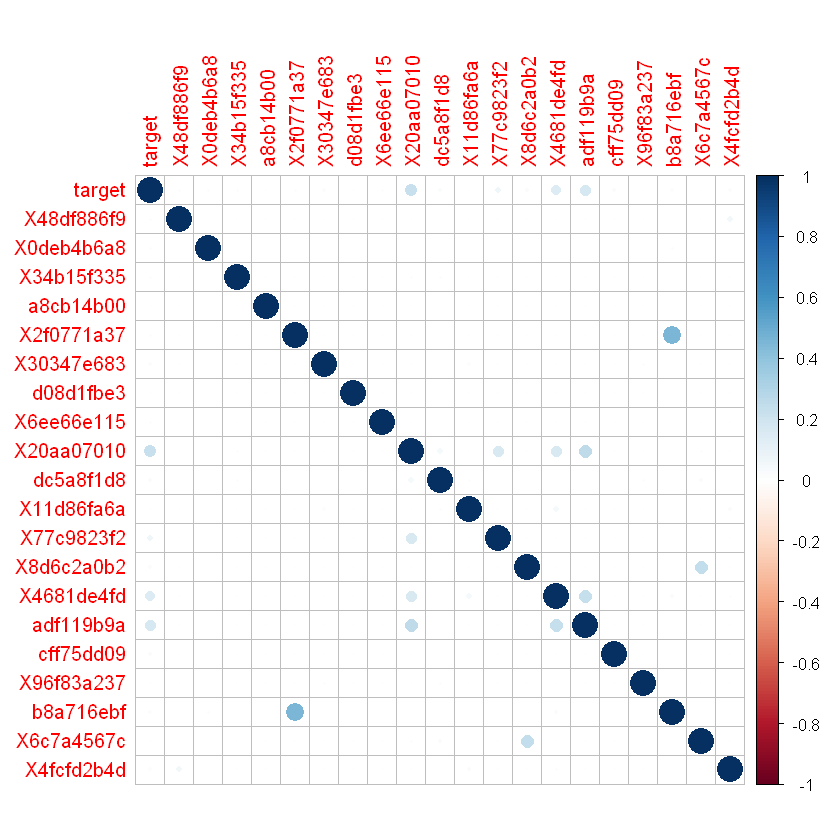 target
X48df886f9
X0deb4b6a8
X34b15f335
a8cb14b00
X2f0771a37
X30347e683
d08d1fbe3
X6ee66e115
X20aa07010
dc5a8f1d8
X11d86fa6a
X77c9823f2
X8d6c2a0b2
X4681de4fd
adf119b9a
cff75dd09
X96f83a237
b8a716ebf
X6c7a4567c
X4fcfd2b4d
target
X48df886f9
X0deb4b6a8
X34b15f335
a8cb14b00
X2f0771a37
X30347e683
d08d1fbe3
X6ee66e115
X20aa07010
dc5a8f1d8
X11d86fa6a
X77c9823f2
X8d6c2a0b2
X4681de4fd
adf119b9a
cff75dd09
X96f83a237
b8a716ebf
X6c7a4567c
X4fcfd2b4d
1
0.8
0.6
0.4
0.2
0
-0.2
-0.4
-0.6
-0.8
-1